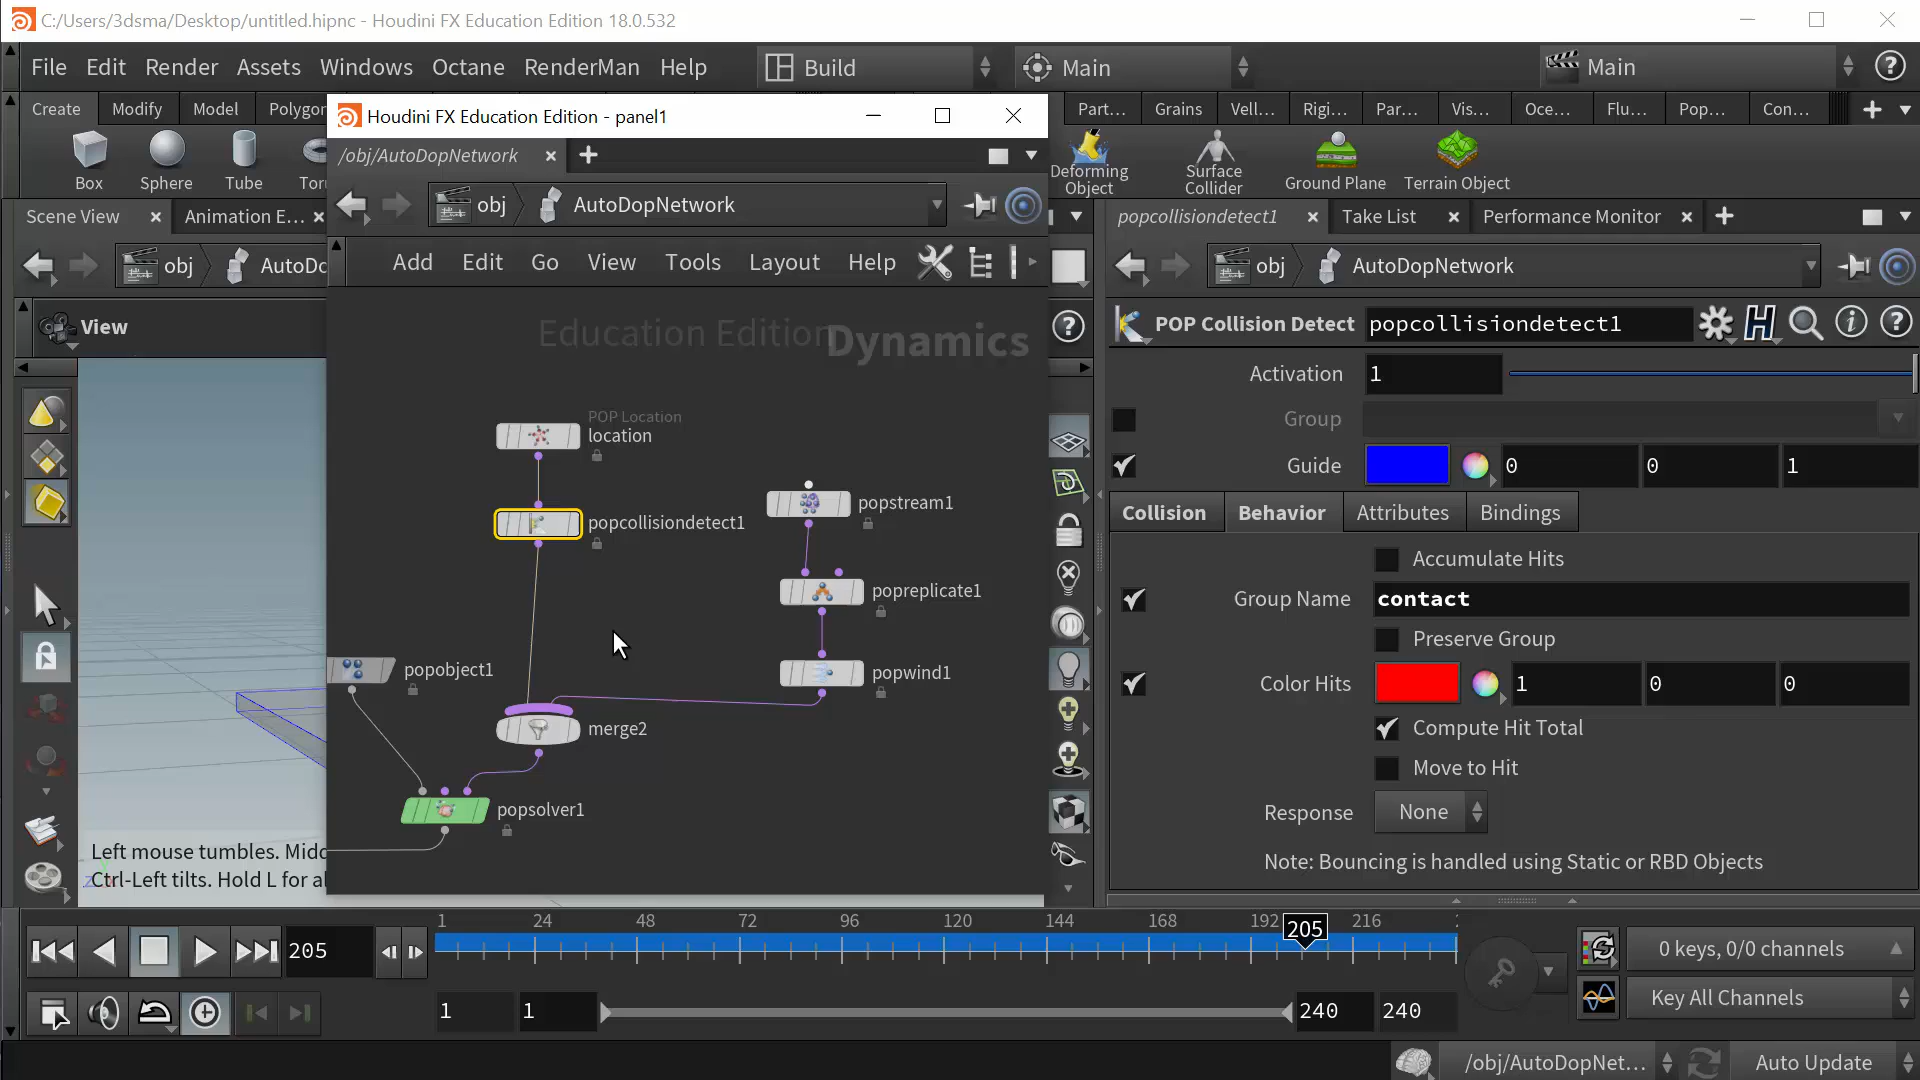 C:/Users/3dsma/Desktop/untitled.hipnc - Houdini FX Education Edition 18.0.532
File Edit Render Assets Windows Octane RenderMan Help
Build
Main
Main
Create Modify Model Polygon
Houdini FX Education Edition - panel1
Part... Grains Vell... Rigi... Par... Vis... Oce... Flu... Pop... Con...
Box Sphere Tube
Deforming Object
Surface Collider
Ground Plane
Terrain Object
/obj/AutoDopNetwork
obj
AutoDopNetwork
Scene View
Animation E...
popcollisiondetect1
Take List
Performance Monitor
obj
obj
AutoDopNetwork
Add Edit Go View Tools Layout Help
View
POP Collision Detect
popcollisiondetect1
Education Edition
Dynamics
Activation 1
Group
Guide 0 0 1
POP Location
location
popcollisiondetect1
popstream1
popreplicate1
popobject1
popwind1
merge2
popsolver1
Collision Behavior Attributes Bindings
Accumulate Hits
Group Name contact
Preserve Group
Color Hits 1 0 0
Compute Hit Total
Move to Hit
Response None
Note: Bouncing is handled using Static or RBD Objects
Left mouse tumbles.
Ctrl-Left tilts. Hold L for
1 24 48 72 96 120 144 168 192 216
205
205
0 keys, 0/0 channels
1 1 240 240
Key All Channels
/obj/AutoDopNet...
Auto Update